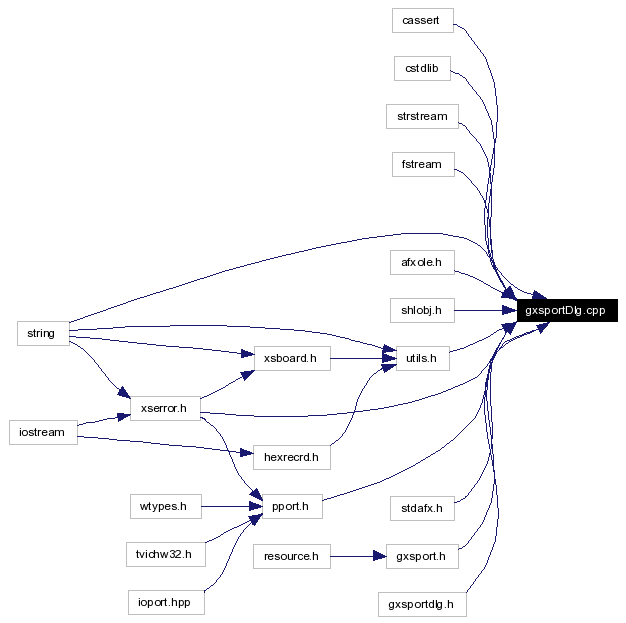 cassert
cstdlib
strstream
fstream
afxole.h
shlobj.h
gxsportDlg.cpp
string
xsboard.h
utils.h
xserror.h
iostream
hexrecrd.h
wtypes.h
pport.h
stdafx.h
tvichw32.h
resource.h
gxsport.h
ioport.hpp
gxsportdlg.h